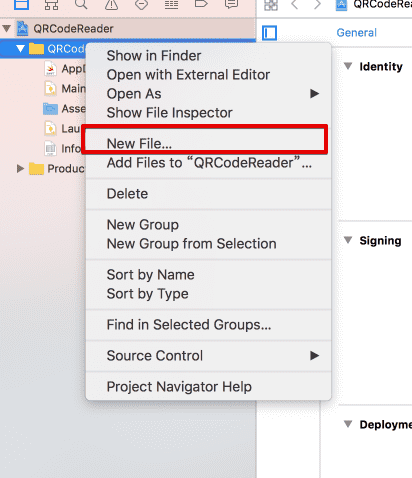 QRCodeReader
QRCodeReader
General
QRCod
Show in Finder
AppD
Open with External Editor
Main
Open As
Asse
Show File Inspector
Lau
New File...
Info
Add Files to “QRCodeReader”...
Produc
Delete
New Group
New Group from Selection
Sort by Name
Sort by Type
Find in Selected Groups...
Source Control
Project Navigator Help
Identity
Signing
Deployme